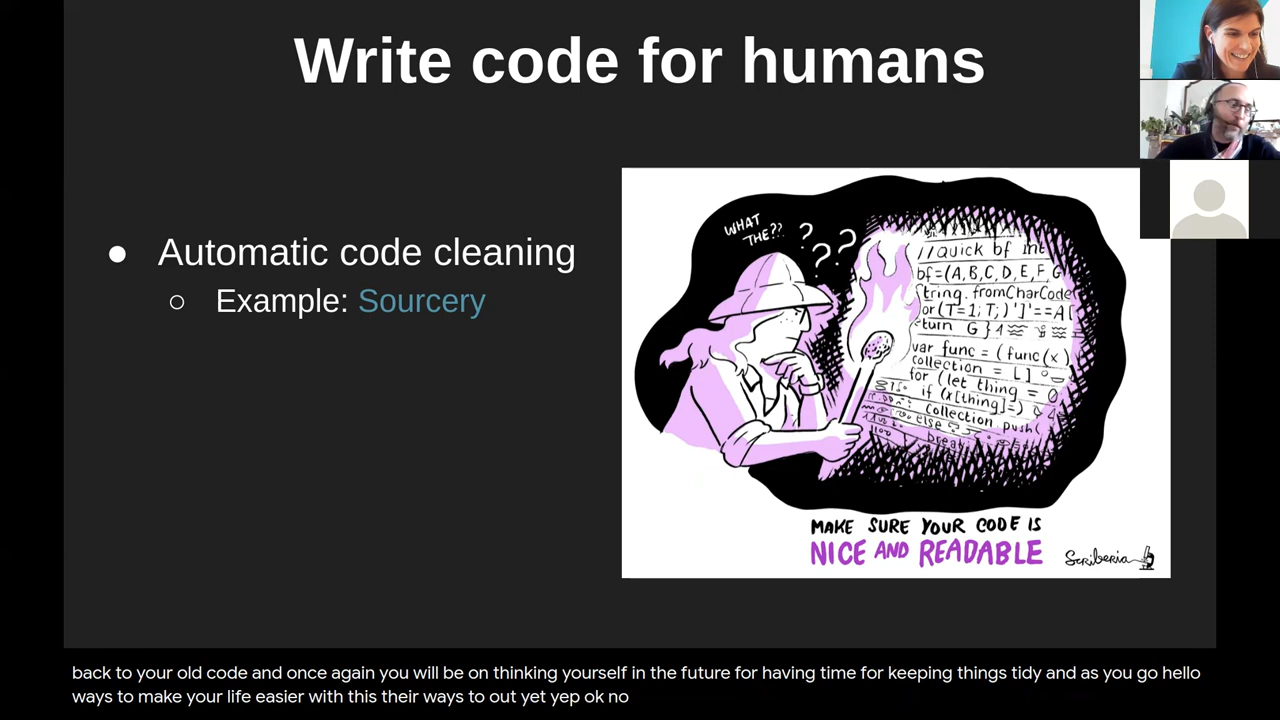 Write code for humans
● Automatic code cleaning
○ Example: Sourcery
WHAT
THE??
? ? ?
//quick bf int
bf=(A,B,C,D,E,F,G
String.fromCharCode
or(T=1;T;)']'==A[
eturn G}
var func = (func(x)
collection = L]
for (let thing = 0
if (x[thing]=)
collection.push(
else
break
MAKE SURE YOUR CODE IS
NICE AND READABLE
Scriberia
back to your old code and once again you will be on thinking yourself in the future for having time for keeping things tidy and as you go hello
ways to make your life easier with this their ways to out yet yep ok no